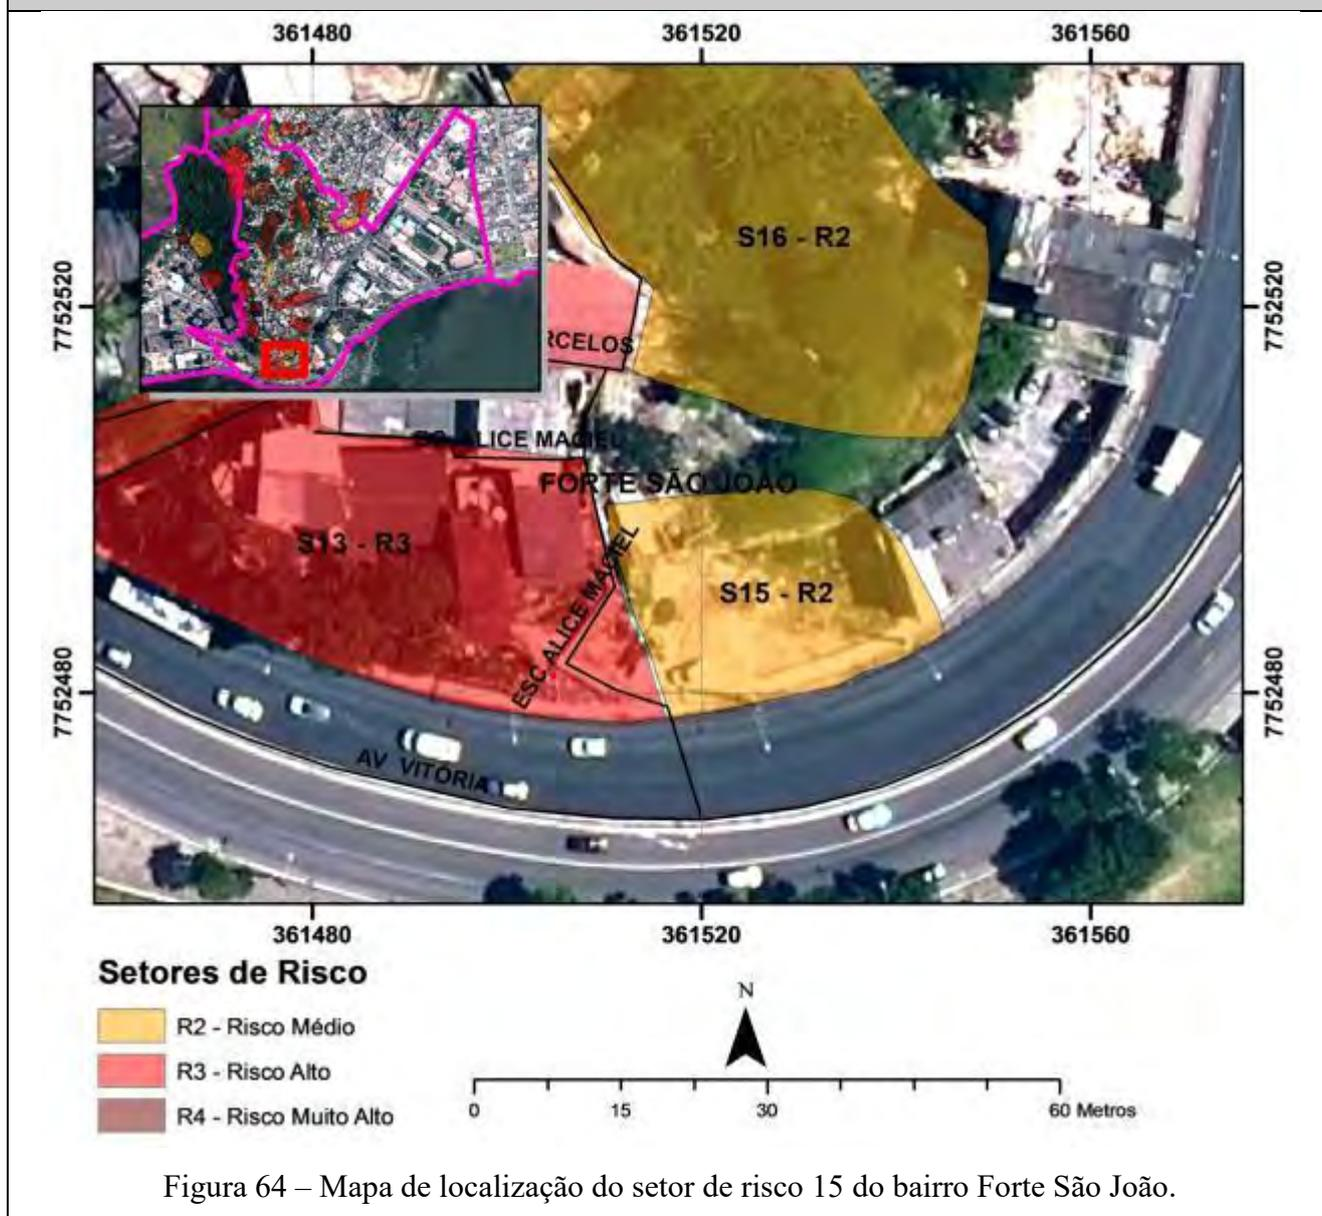 361480 361520 361560
S16 - R2
7752520 7752520
RCELOS
ALICE MACIEL
FORTE SÃO JOÃO
S13 - R3
ESC ALICE MACIEL
S15 - R2
7752480 7752480
AV VITÓRIA
361480 361520 361560
Setores de Risco
N
R2 - Risco Médio
R3 - Risco Alto
R4 - Risco Muito Alto
0 15 30 60 Metros
Figura 64 – Mapa de localização do setor de risco 15 do bairro Forte São João.